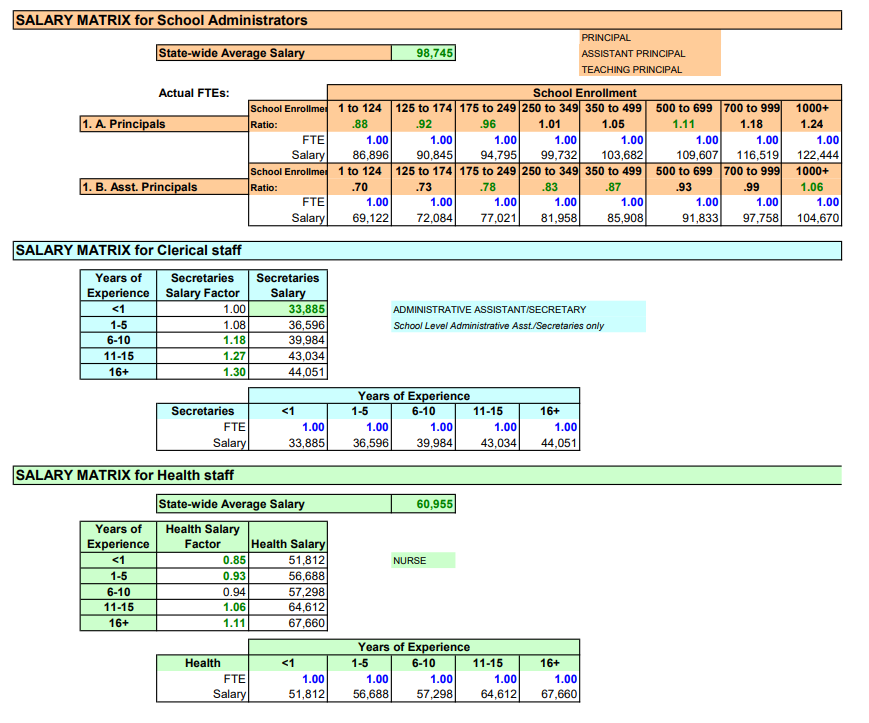 SALARY MATRIX for School Administrators
PRINCIPAL
State-wide Average Salary 98,745 ASSISTANT PRINCIPAL
TEACHING PRINCIPAL
Actual FTEs: School Enrollment
School Enrollmen 1 to 124 125 to 174 175 to 249 250 to 349 350 to 499 500 to 699 700 to 999 1000+
1. A. Principals Ratio: .88 .92 .96 1.01 1.05 1.11 1.18 1.24
FTE 1.00 1.00 1.00 1.00 1.00 1.00 1.00 1.00
Salary 86,896 90,845 94,795 99,732 103,682 109,607 116,519 122,444
School Enrollmen 1 to 124 125 to 174 175 to 249 250 to 349 350 to 499 500 to 699 700 to 999 1000+
1. B. Asst. Principals Ratio: .70 .73 .78 .83 .87 .93 .99 1.06
FTE 1.00 1.00 1.00 1.00 1.00 1.00 1.00 1.00
Salary 69,122 72,084 77,021 81,958 85,908 91,833 97,758 104,670
SALARY MATRIX for Clerical staff
Years of Secretaries Secretaries
Experience Salary Factor Salary
<1 1.00 33,885 ADMINISTRATIVE ASSISTANT/SECRETARY
1-5 1.08 36,596 School Level Administrative Asst./Secretaries only
6-10 1.18 39,984
11-15 1.27 43,034
16+ 1.30 44,051
Years of Experience
Secretaries <1 1-5 6-10 11-15 16+
FTE 1.00 1.00 1.00 1.00 1.00
Salary 33,885 36,596 39,984 43,034 44,051
SALARY MATRIX for Health staff
State-wide Average Salary 60,955
Years of Health Salary
Experience Factor Health Salary
<1 0.85 51,812 NURSE
1-5 0.93 56,688
6-10 0.94 57,298
11-15 1.06 64,612
16+ 1.11 67,660
Years of Experience
Health <1 1-5 6-10 11-15 16+
FTE 1.00 1.00 1.00 1.00 1.00
Salary 51,812 56,688 57,298 64,612 67,660